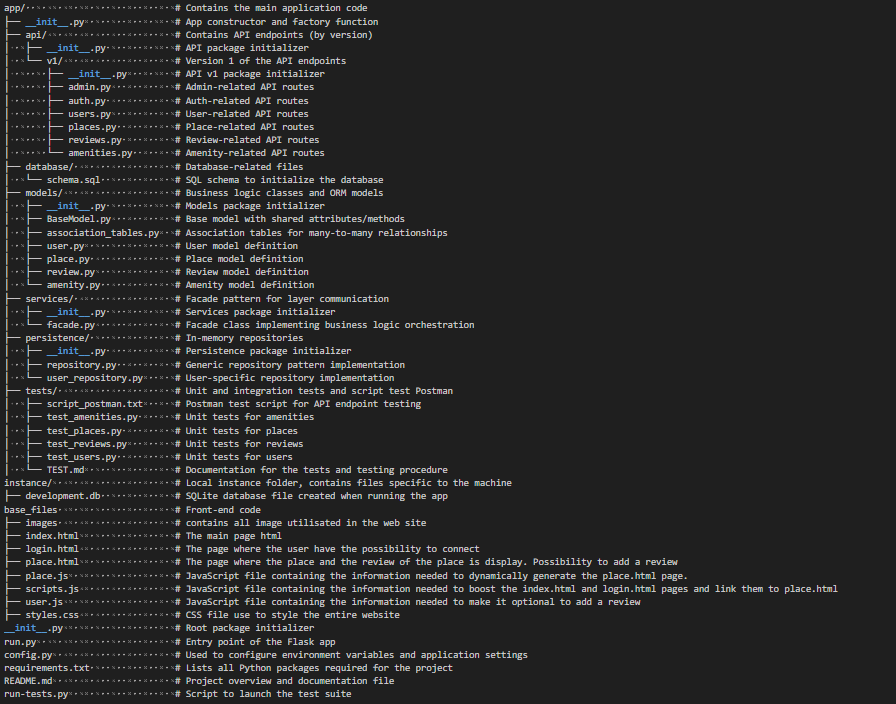 app/ # Contains the main application code
├── __init__.py # App constructor and factory function
├── api/ # Contains API endpoints (by version)
│   ├── __init__.py # API package initializer
│   └── v1/ # Version 1 of the API endpoints
│       ├── __init__.py # API v1 package initializer
│       ├── admin.py # Admin-related API routes
│       ├── auth.py # Auth-related API routes
│       ├── users.py # User-related API routes
│       ├── places.py # Place-related API routes
│       ├── reviews.py # Review-related API routes
│       └── amenities.py # Amenity-related API routes
├── database/ # Database-related files
│   └── schema.sql # SQL schema to initialize the database
├── models/ # Business logic classes and ORM models
│   ├── __init__.py # Models package initializer
│   ├── BaseModel.py # Base model with shared attributes/methods
│   ├── association_tables.py # Association tables for many-to-many relationships
│   ├── user.py # User model definition
│   ├── place.py # Place model definition
│   ├── review.py # Review model definition
│   └── amenity.py # Amenity model definition
├── services/ # Facade pattern for layer communication
│   ├── __init__.py # Services package initializer
│   └── facade.py # Facade class implementing business logic orchestration
├── persistence/ # In-memory repositories
│   ├── __init__.py # Persistence package initializer
│   ├── repository.py # Generic repository pattern implementation
│   └── user_repository.py # User-specific repository implementation
├── tests/ # Unit and integration tests and script test Postman
│   ├── script_postman.txt # Postman test script for API endpoint testing
│   ├── test_amenities.py # Unit tests for amenities
│   ├── test_places.py # Unit tests for places
│   ├── test_reviews.py # Unit tests for reviews
│   ├── test_users.py # Unit tests for users
│   └── TEST.md # Documentation for the tests and testing procedure
instance/ # Local instance folder, contains files specific to the machine
├── development.db # SQLite database file created when running the app
base_files # Front-end code
├── images # contains all image utilisated in the web site
├── index.html # The main page html
├── login.html # The page where the user have the possibility to connect
├── place.html # The page where the place and the review of the place is display. Possibility to add a review
├── place.js # JavaScript file containing the information needed to dynamically generate the place.html page.
├── scripts.js # JavaScript file containing the information needed to boost the index.html and login.html pages and link them to place.html
├── user.js # JavaScript file containing the information needed to make it optional to add a review
├── styles.css # CSS file use to style the entire website
__init__.py # Root package initializer
run.py # Entry point of the Flask app
config.py # Used to configure environment variables and application settings
requirements.txt # Lists all Python packages required for the project
README.md # Project overview and documentation file
run-tests.py # Script to launch the test suite